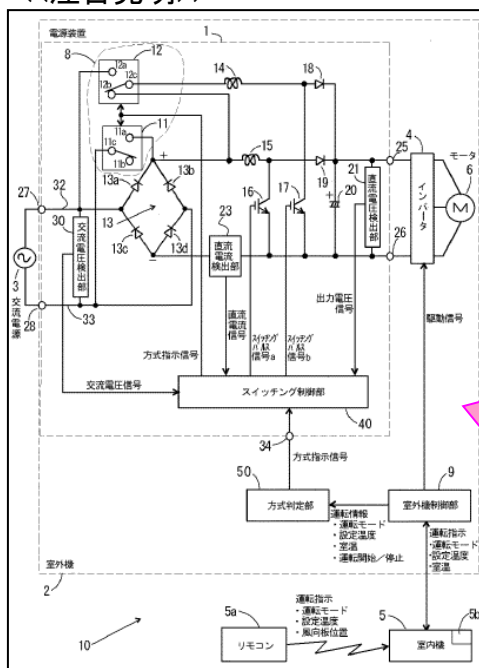 電源装置
1
8
12
12a
12b
12c
14
18
11a
11
11c
11b
15
19
25
4
モータ
6
M
インバータ
27
32
13a
13b
13
13c
13d
+
−
30
交流電圧検出部
23
直流電流検出部
16
17
+
20
21
直流電圧検出部
26
3
交流電源
28
33
方式指示信号
直流電流信号
スイッチングパルス信号a
スイッチングパルス信号b
出力電圧信号
駆動信号
交流電圧信号
スイッチング制御部
40
34
方式指示信号
50
方式判定部
9
室外機制御部
運転情報
・運転モード
・設定温度
・室温
・運転開始/停止
運転指示
・運転モード
・設定温度
・室温
室外機
2
10
5a
リモコン
運転指示
・運転モード
・設定温度
・風向板位置
5
5b
室内機